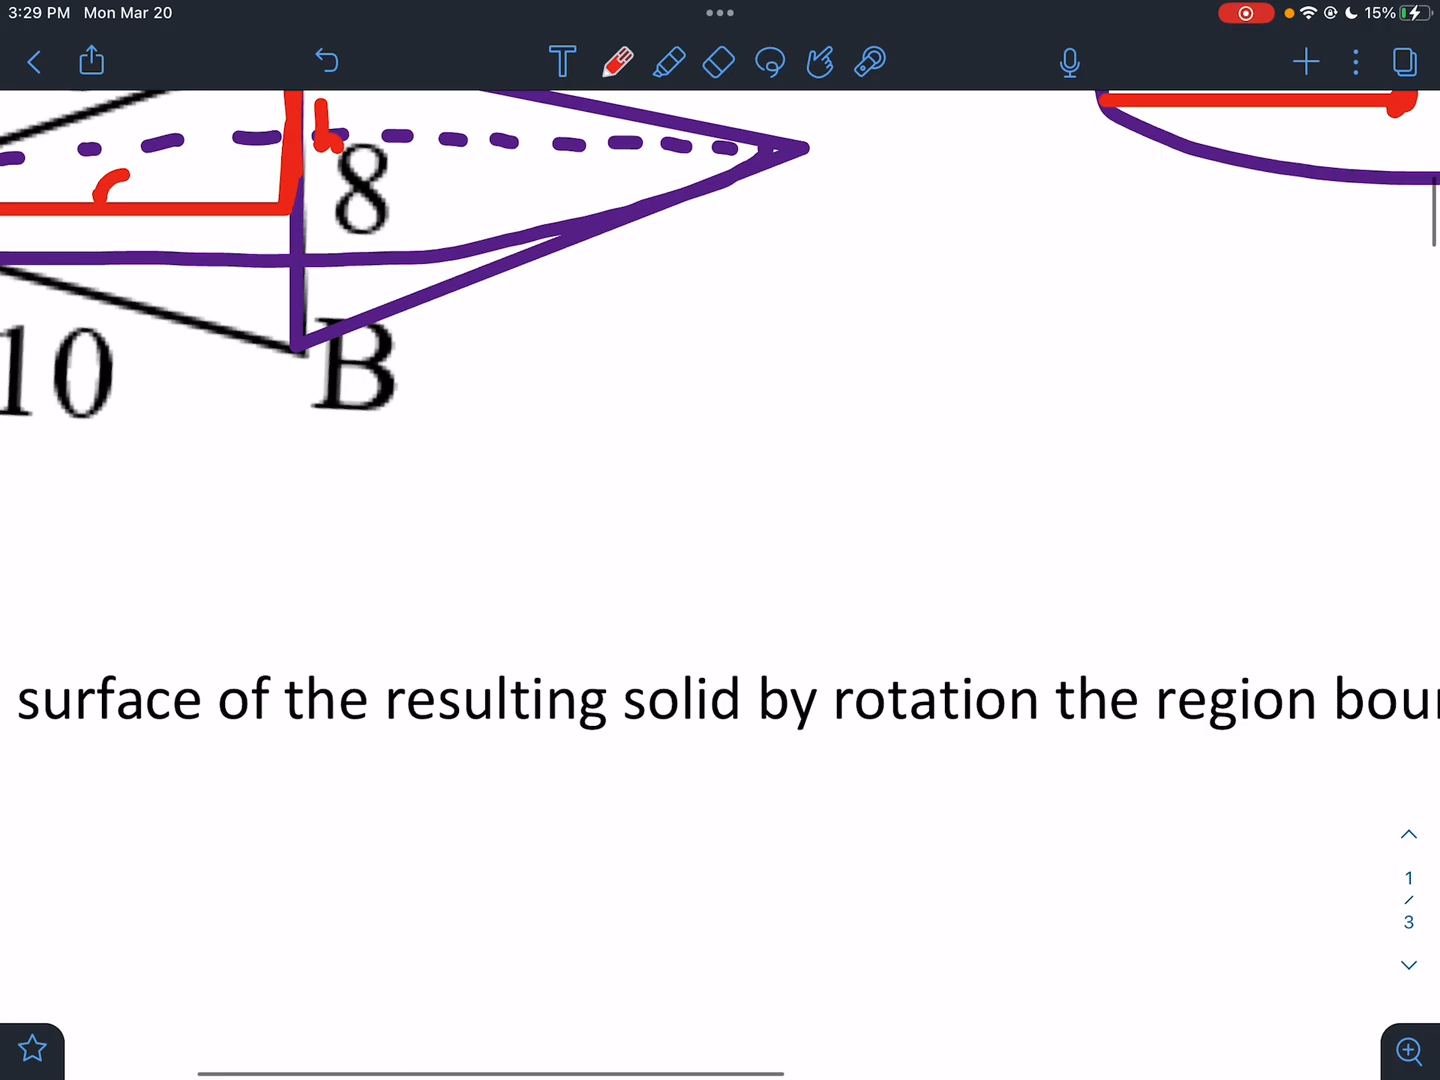 3:29 PM Mon Mar 20
15%
T
h
8
r
10
B
surface of the resulting solid by rotation the region
1
/
3